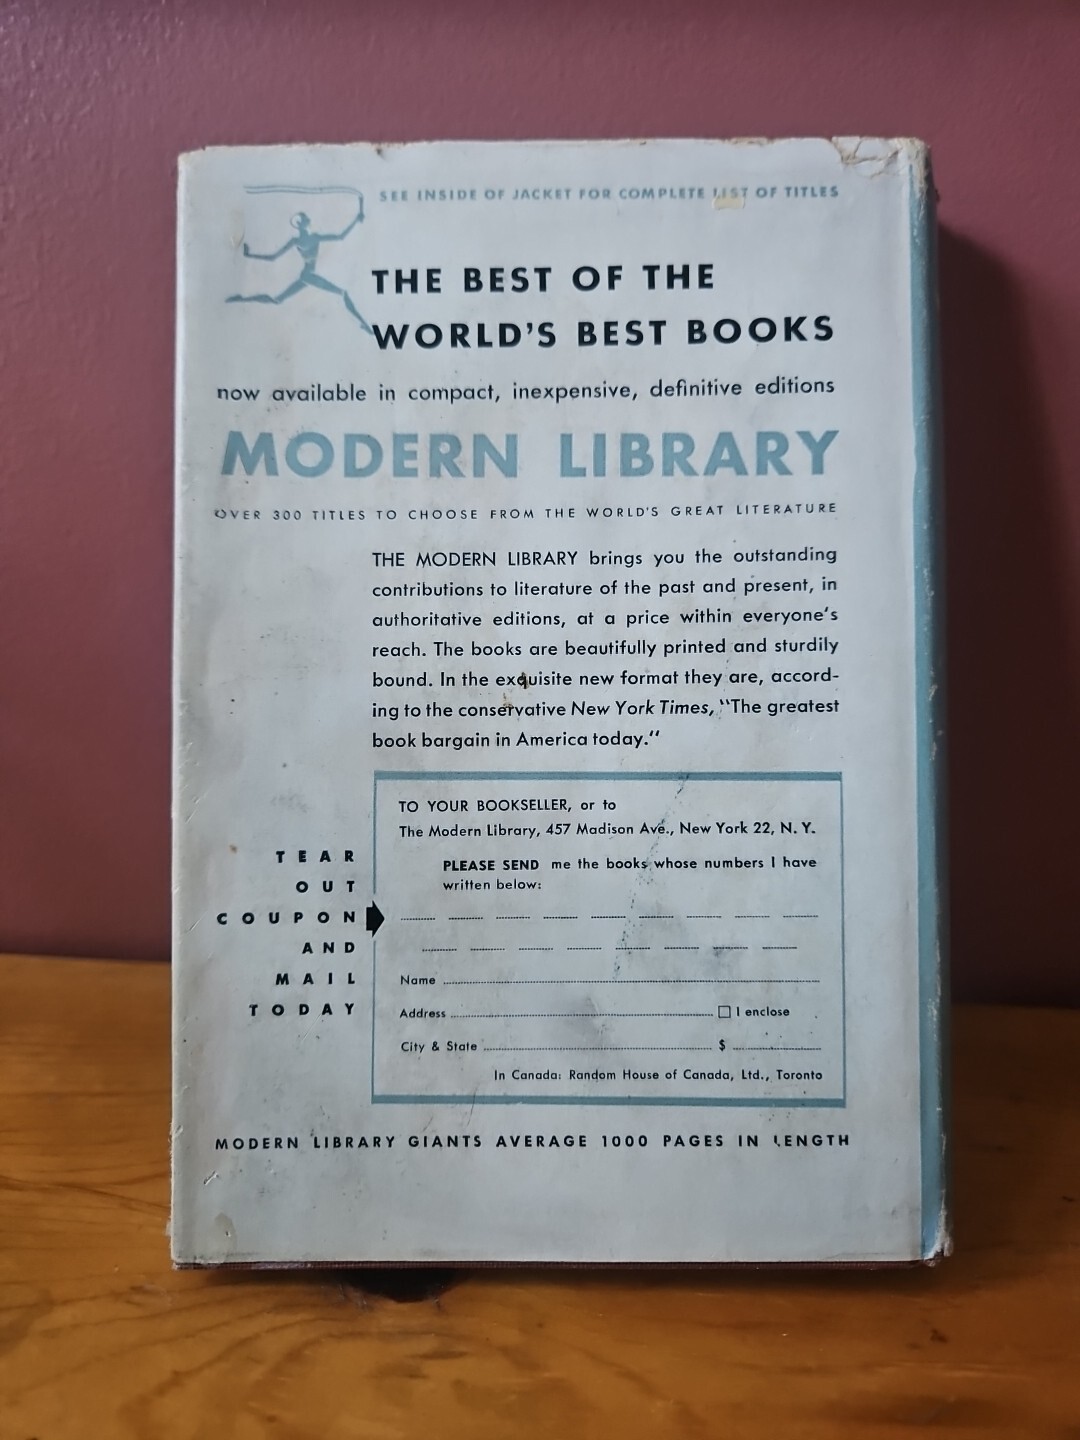 SEE INSIDE OF JACKET FOR COMPLETE LIST OF TITLES
THE BEST OF THE
WORLD'S BEST BOOKS
now available in compact, inexpensive, definitive editions
MODERN LIBRARY
OVER 300 TITLES TO CHOOSE FROM THE WORLD'S GREAT LITERATURE
THE MODERN LIBRARY brings you the outstanding
contributions to literature of the past and present, in
authoritative editions, at a price within everyone's
reach. The books are beautifully printed and sturdily
bound. In the exquisite new format they are, accord-
ing to the conservative New York Times, "The greatest
book bargain in America today."
TO YOUR BOOKSELLER, or to
The Modern Library, 457 Madison Ave., New York 22, N. Y.
PLEASE SEND me the books whose numbers I have
written below:
TEAR
OUT
COUPON
AND
MAIL
TODAY
Name
Address I enclose
City & State $
In Canada: Random House of Canada, Ltd., Toronto
MODERN LIBRARY GIANTS AVERAGE 1000 PAGES IN LENGTH